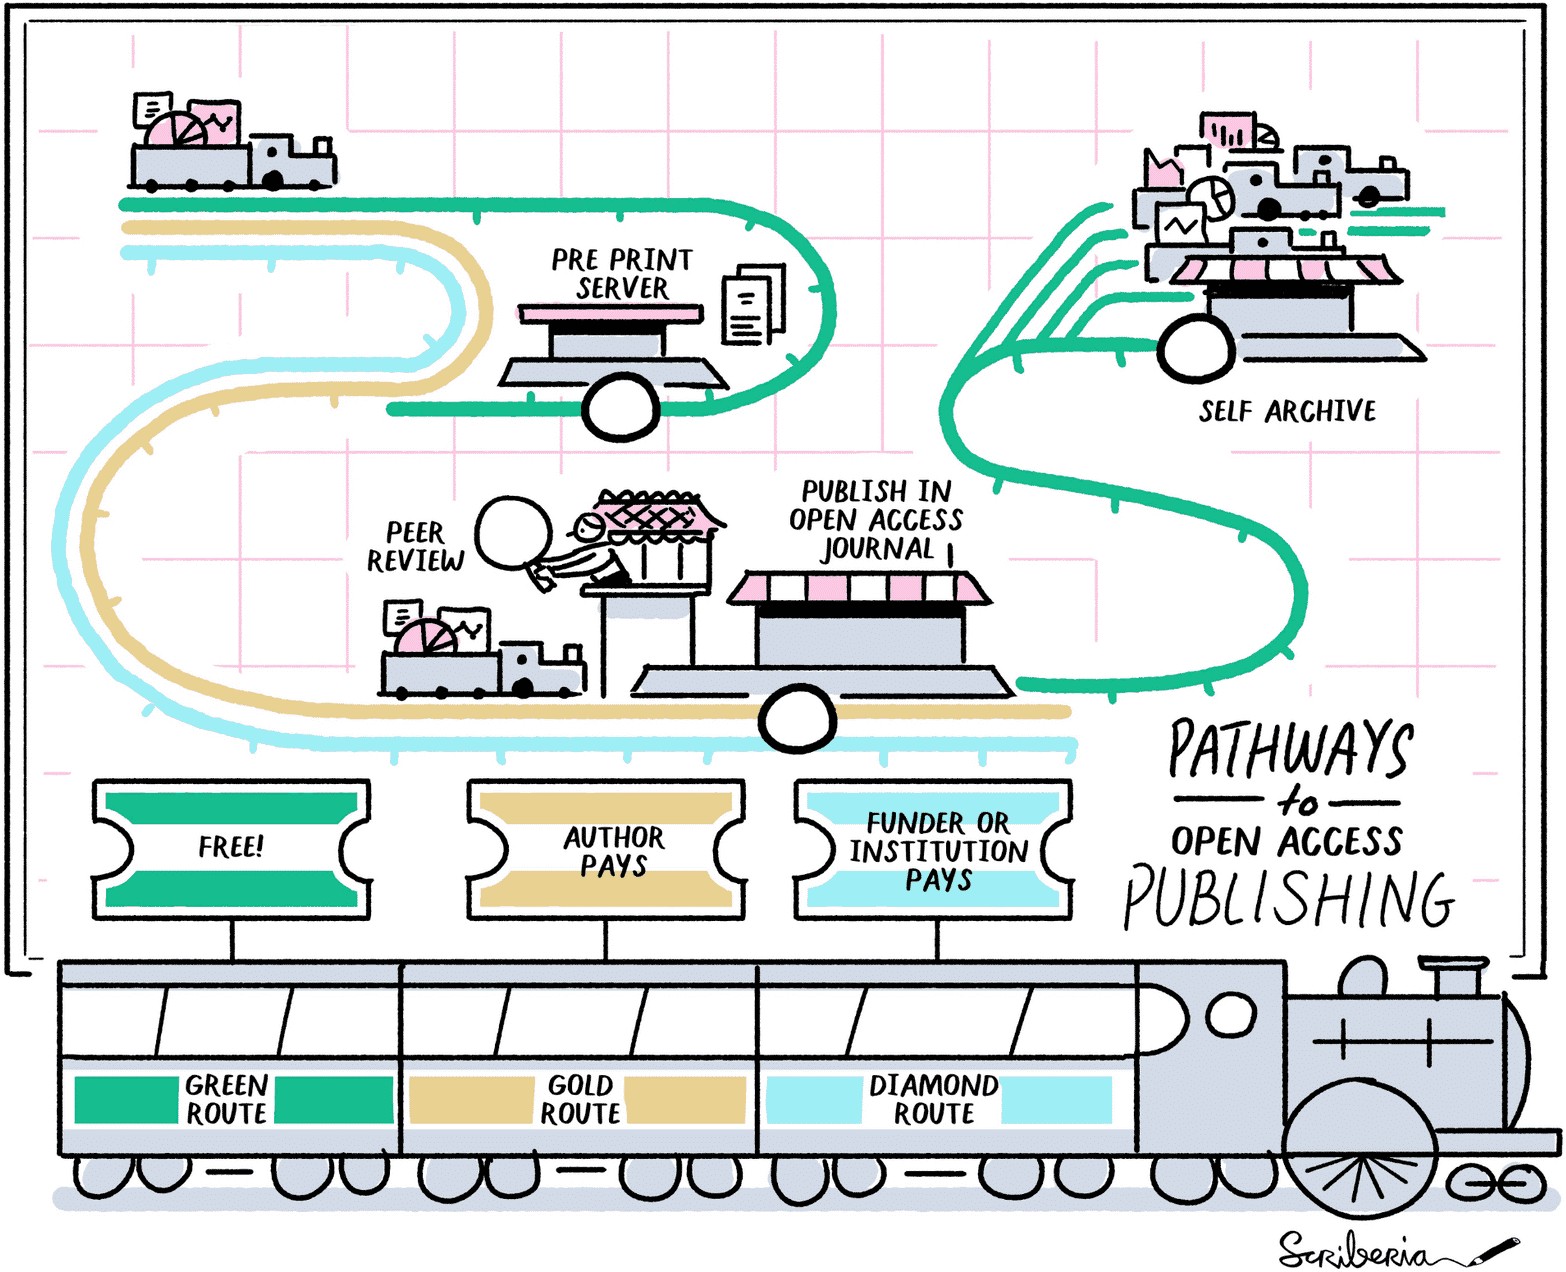 PRE PRINT
SERVER
SELF ARCHIVE
PUBLISH IN
OPEN ACCESS
JOURNAL
PEER
REVIEW
PATHWAYS
to
OPEN ACCESS
PUBLISHING
FREE!
AUTHOR
PAYS
FUNDER OR
INSTITUTION
PAYS
GREEN
ROUTE
GOLD
ROUTE
DIAMOND
ROUTE
Scriberia